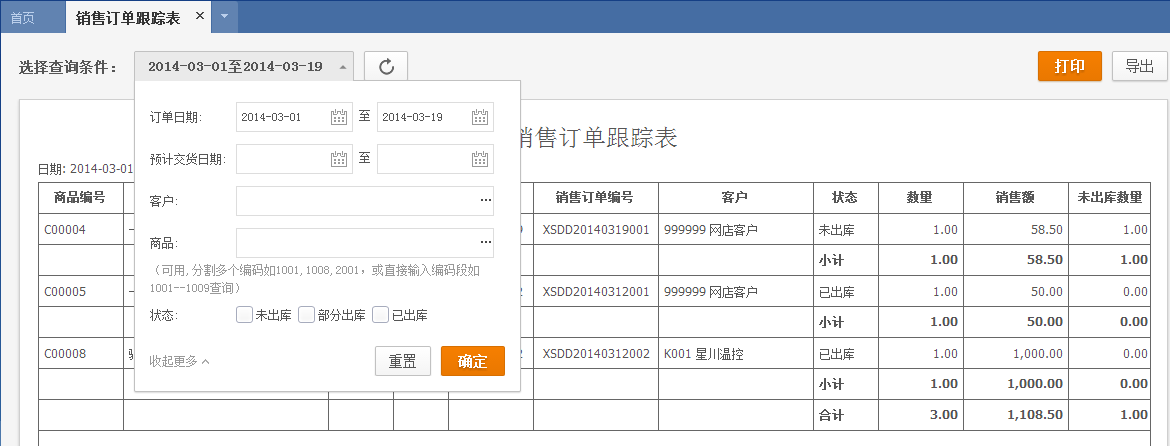 首页 销售订单跟踪表 ×
选择查询条件： 2014-03-01至2014-03-19 打印 导出
订单日期: 2014-03-01 至 2014-03-19
预计交货日期: 至
客户: ...
商品: ...
（可用,分割多个编码如1001,1008,2001，或直接输入编码段如
1001--1009查询）
状态: 未出库 部分出库 已出库
收起更多 重置 确定
销售订单跟踪表
日期: 2014-03-01
商品编号 销售订单编号 客户 状态 数量 销售额 未出库数量
C00004 XSDD20140319001 999999 网店客户 未出库 1.00 58.50 1.00
小计 1.00 58.50 1.00
C00005 XSDD20140312001 999999 网店客户 已出库 1.00 50.00 0.00
小计 1.00 50.00 0.00
C00008 XSDD20140312002 K001 星川温控 已出库 1.00 1,000.00 0.00
小计 1.00 1,000.00 0.00
合计 3.00 1,108.50 1.00